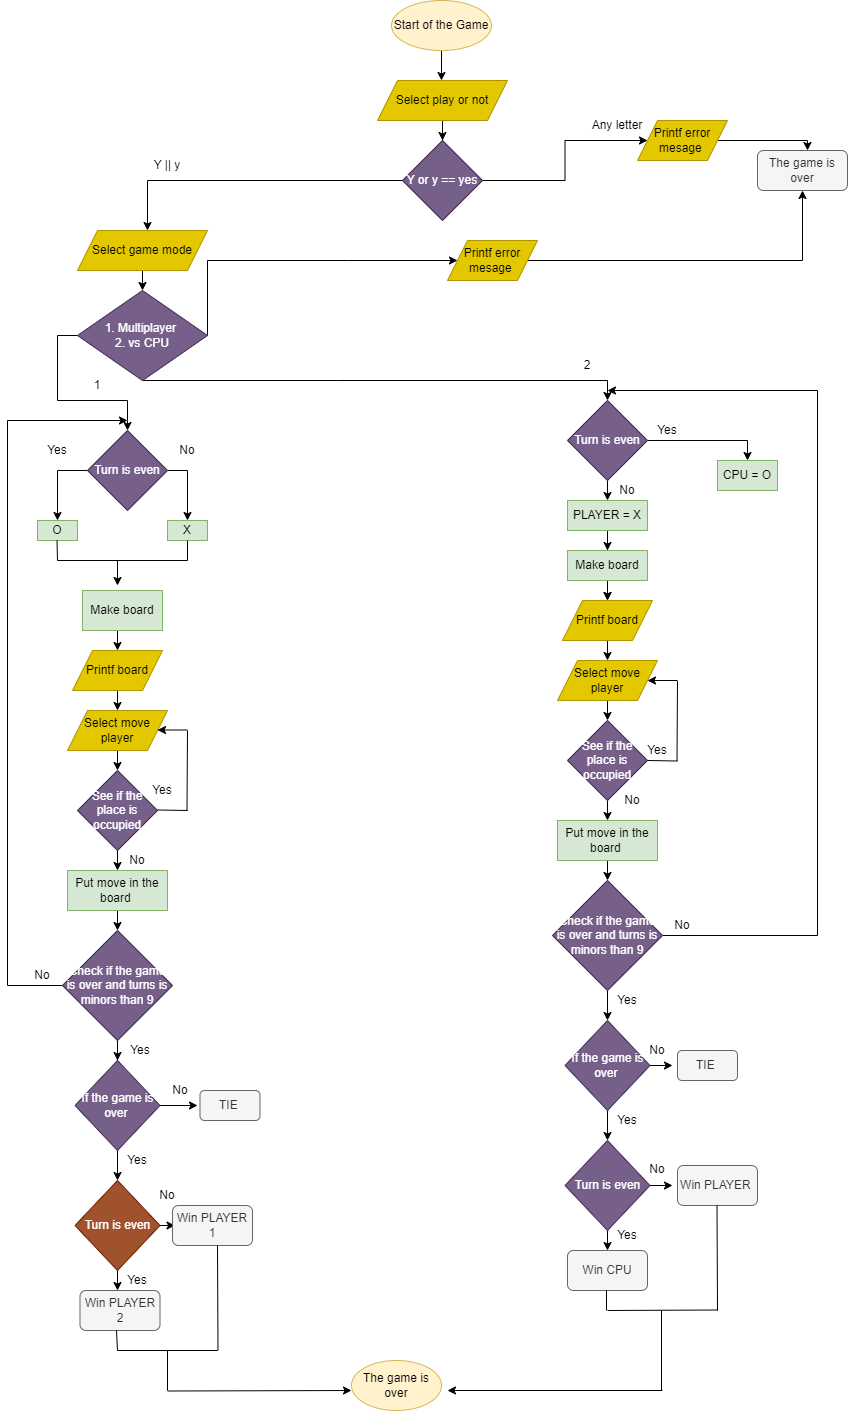 Start of the Game
Select play or not
Any letter
Printf error
mesage
The game is
over
Y || y
Y or y == yes
Select game mode
Printf error
mesage
1. Multiplayer
2. vs CPU
1
2
Yes
No
Turn is even
O
X
Make board
Printf board
Select move
player
Yes
See if the
place is
occupied
No
Put move in the
board
check if the game
is over and turns is
minors than 9
No
Yes
If the game is
over
No
TIE
Yes
Turn is even
No
Win PLAYER
1
Yes
Win PLAYER
2
Turn is even
Yes
CPU = O
No
PLAYER = X
Make board
Printf board
Select move
player
Yes
See if the
place is
occupied
No
Put move in the
board
check if the game
is over and turns is
minors than 9
No
Yes
If the game is
over
No
TIE
Yes
Turn is even
No
Win PLAYER
Yes
Win CPU
The game is
over